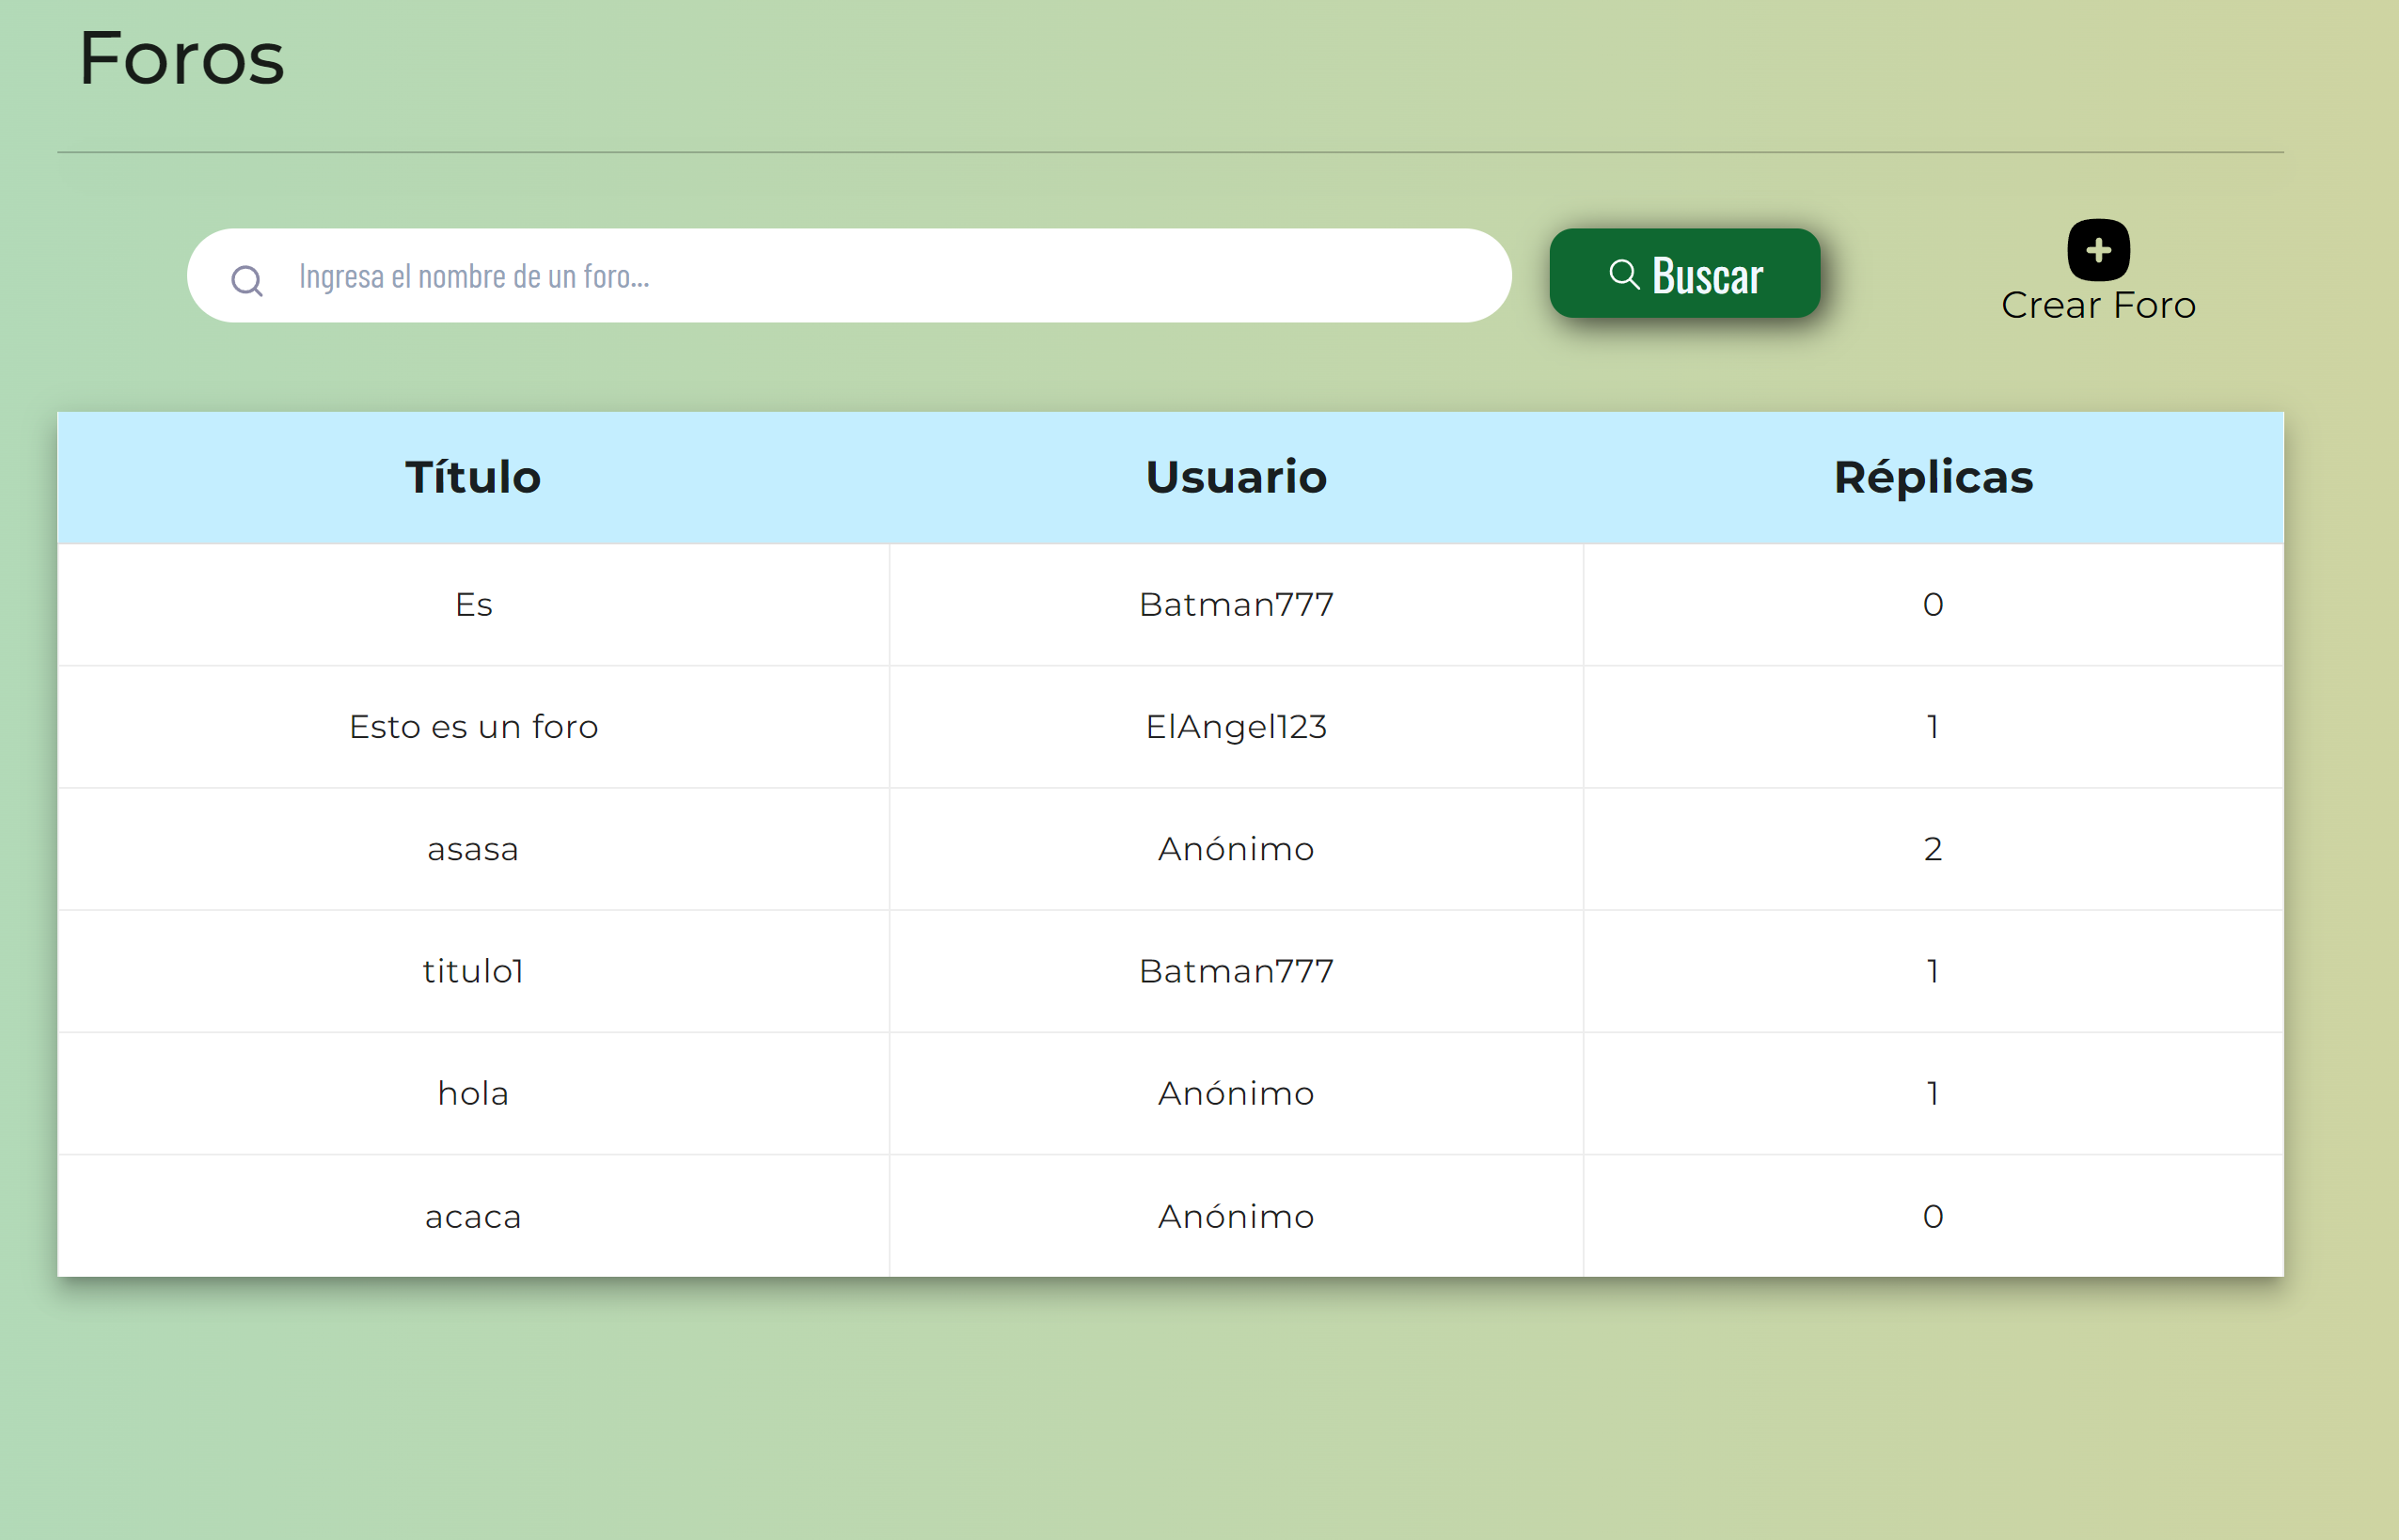 Foros
Ingresa el nombre de un foro...
Buscar
Crear Foro
Título Usuario Réplicas
Es Batman777 0
Esto es un foro ElAngel123 1
asasa Anónimo 2
titulo1 Batman777 1
hola Anónimo 1
acaca Anónimo 0